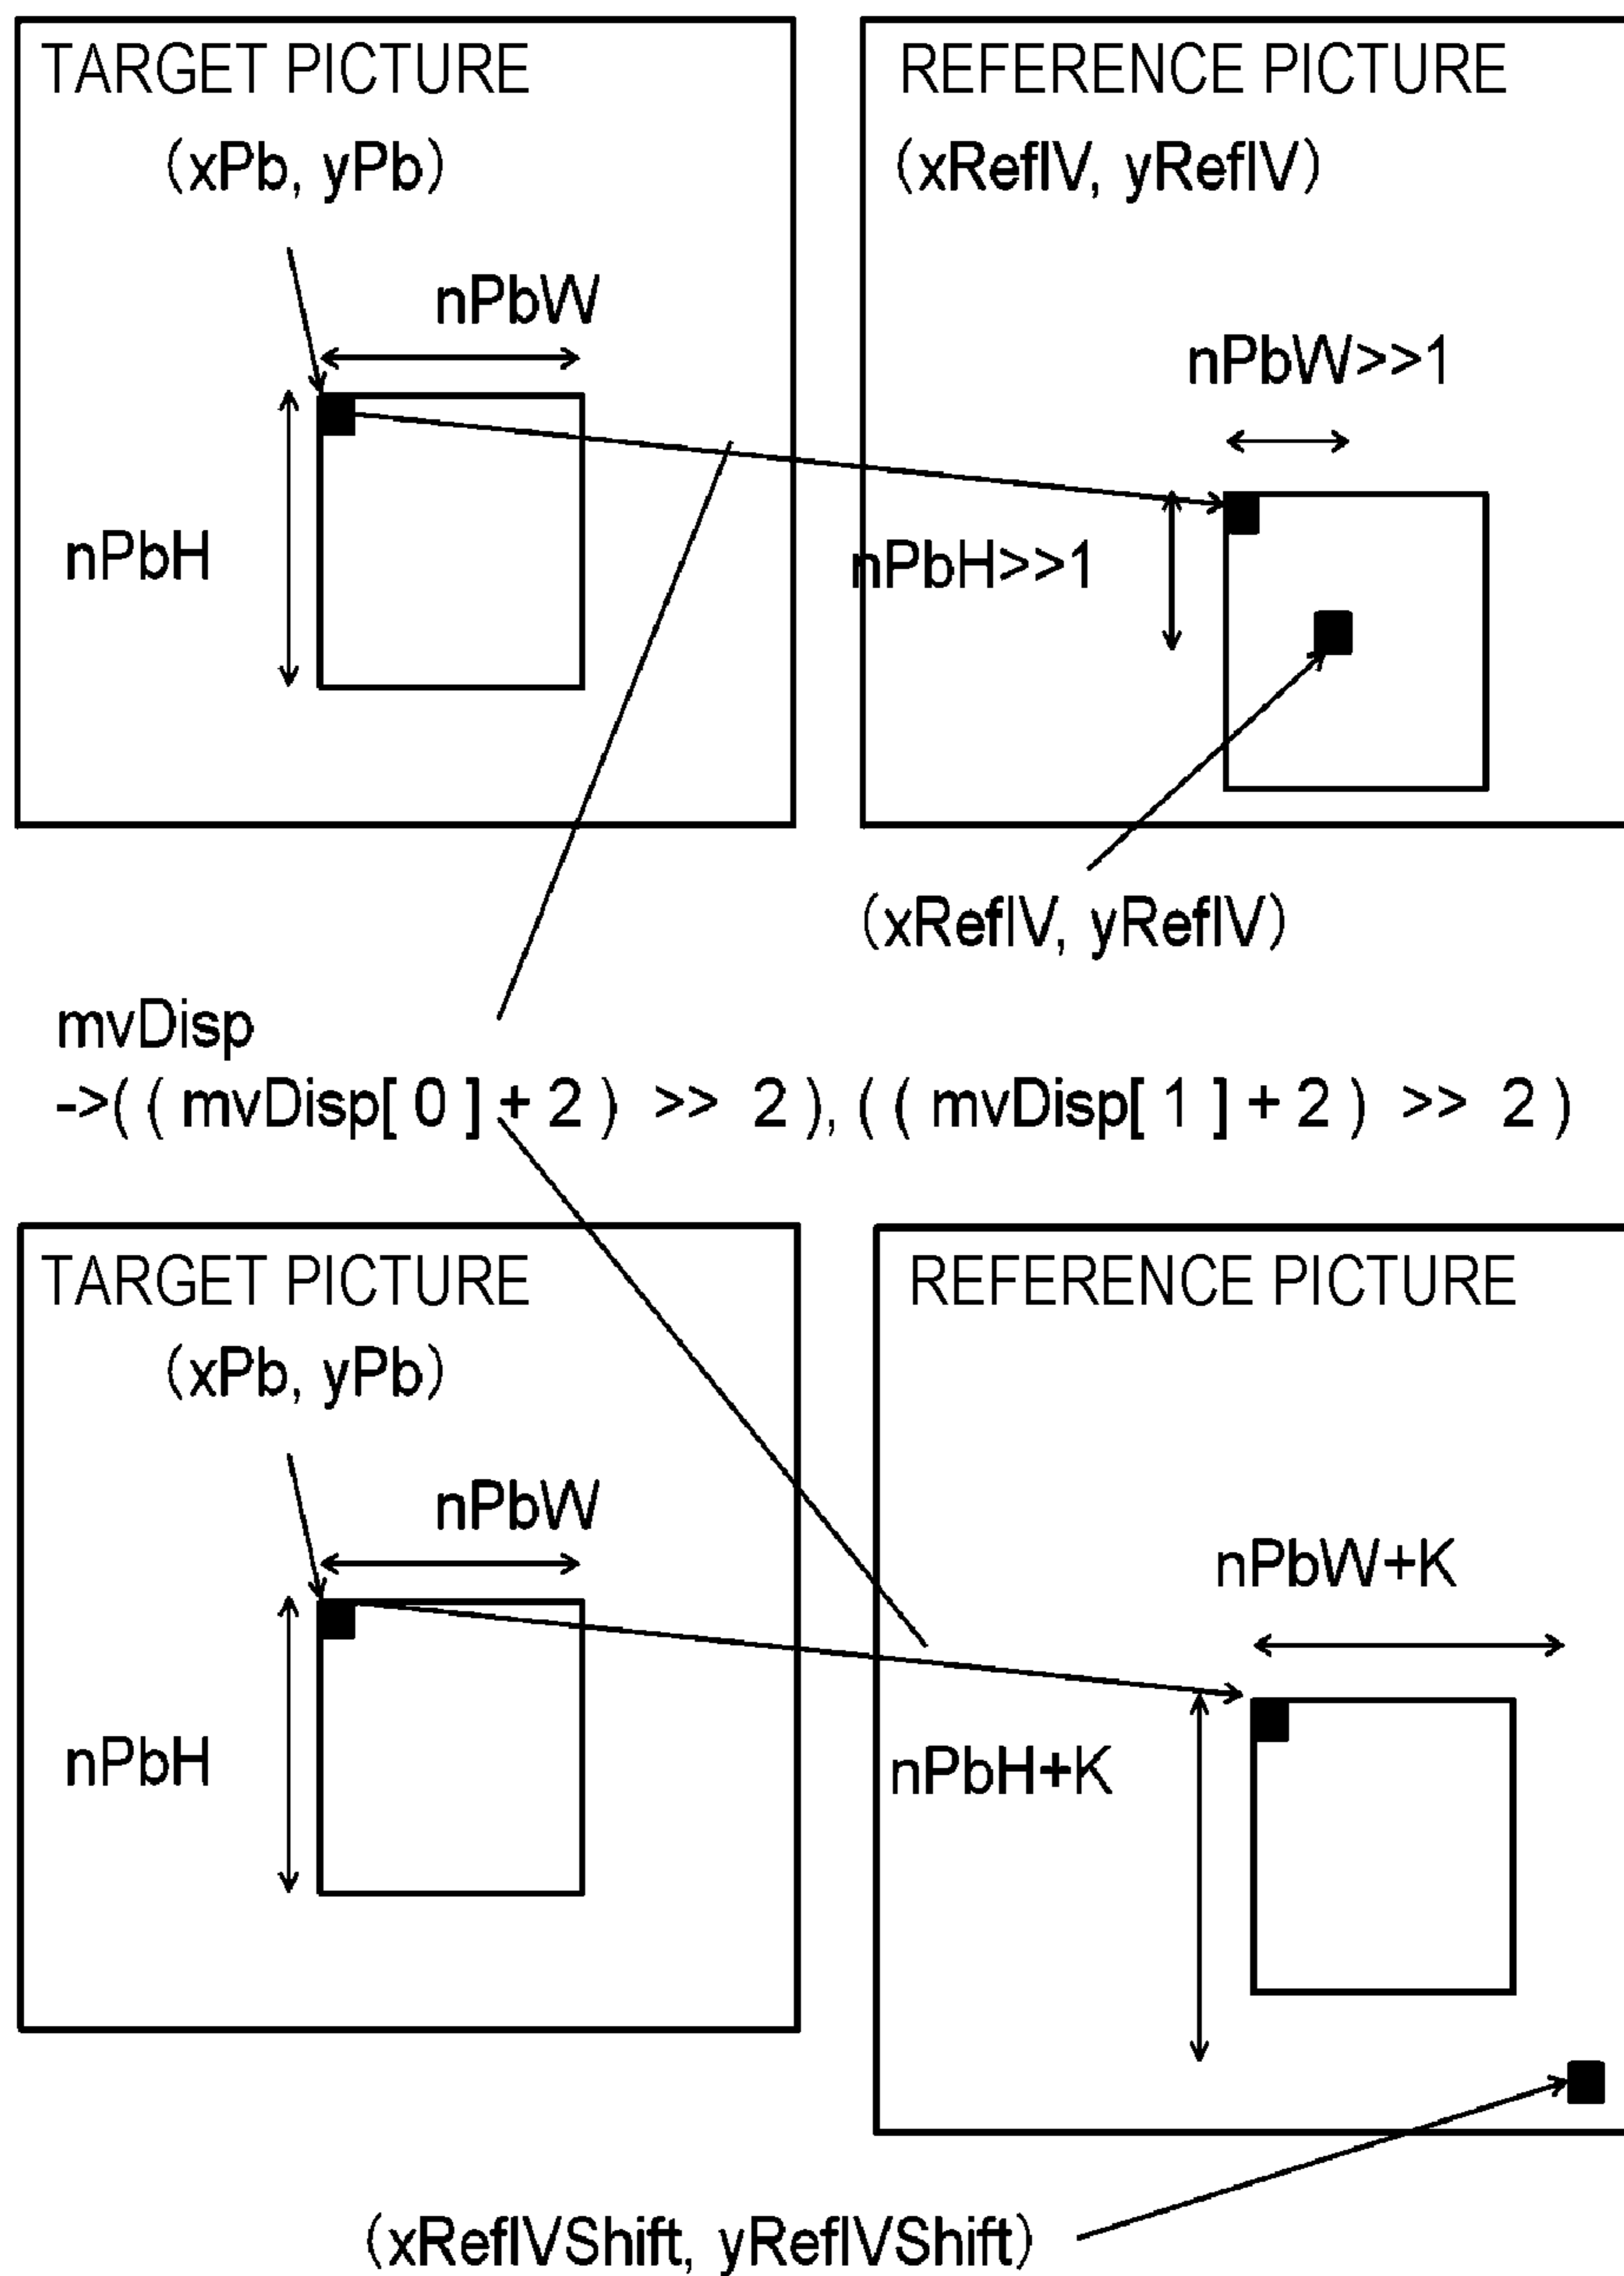 TARGET PICTURE
(xPb, yPb)
nPbW
nPbH
REFERENCE PICTURE
(xRefIV, yRefIV)
nPbW>>1
nPbH>>1
(xRefIV, yRefIV)
mvDisp
->( ( mvDisp[ 0 ] + 2 ) >> 2 ), ( ( mvDisp[ 1 ] + 2 ) >> 2 )
TARGET PICTURE
(xPb, yPb)
nPbW
nPbH
REFERENCE PICTURE
nPbW+K
nPbH+K
(xRefIVShift, yRefIVShift)